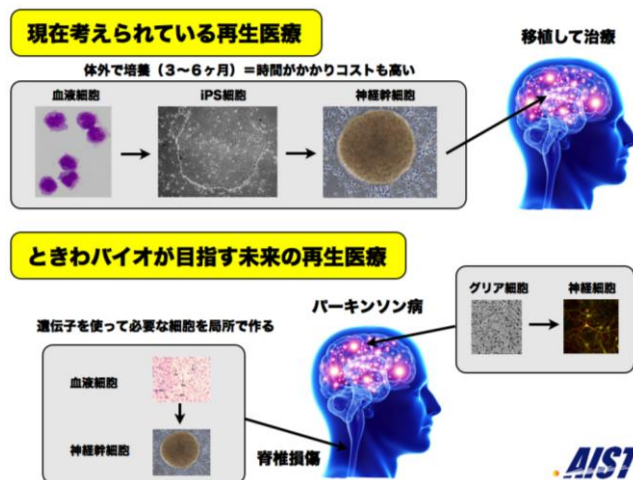 現在考えられている再生医療
移植して治療
体外で培養（３〜６ヶ月）＝時間がかかりコストも高い
血液細胞
iPS細胞
神経幹細胞
ときわバイオが目指す未来の再生医療
グリア細胞
神経細胞
パーキンソン病
遺伝子を使って必要な細胞を局所で作る
血液細胞
神経幹細胞
脊椎損傷
AIST